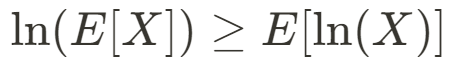 ln(E[X]) ≥ E[ln(X)]